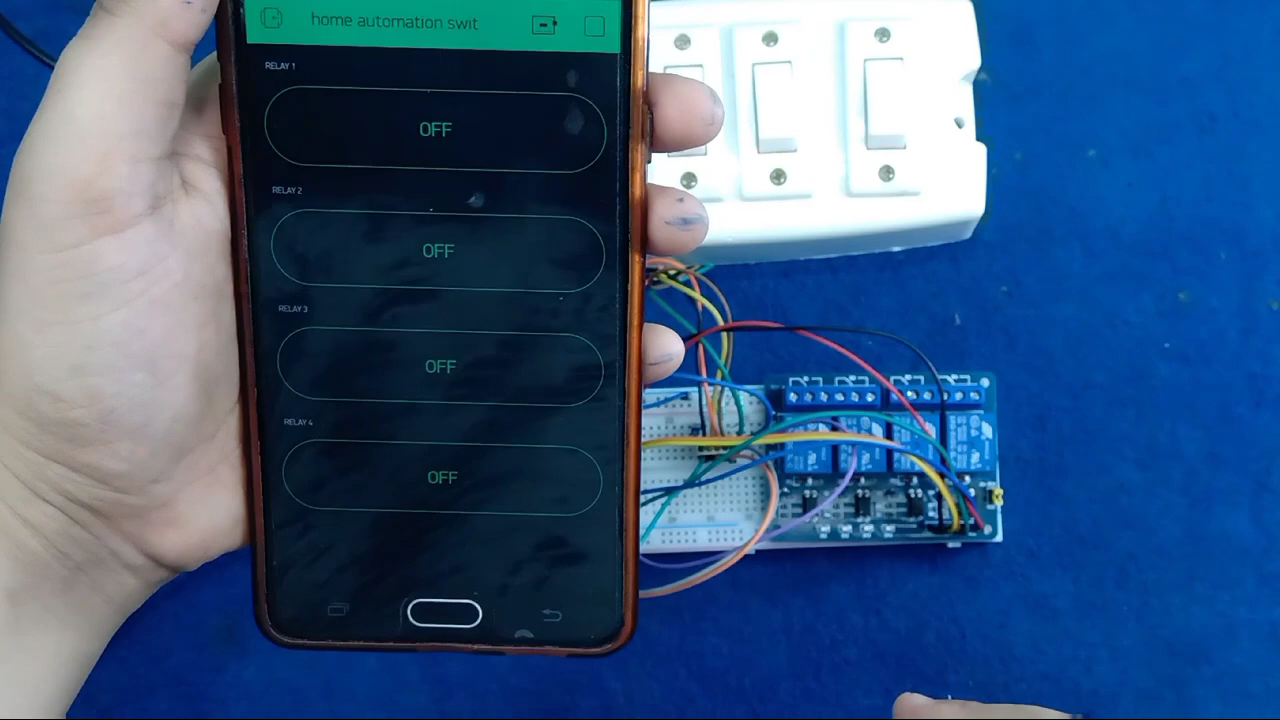 home automation swit
RELAY 1
OFF
RELAY 2
OFF
RELAY 3
OFF
RELAY 4
OFF